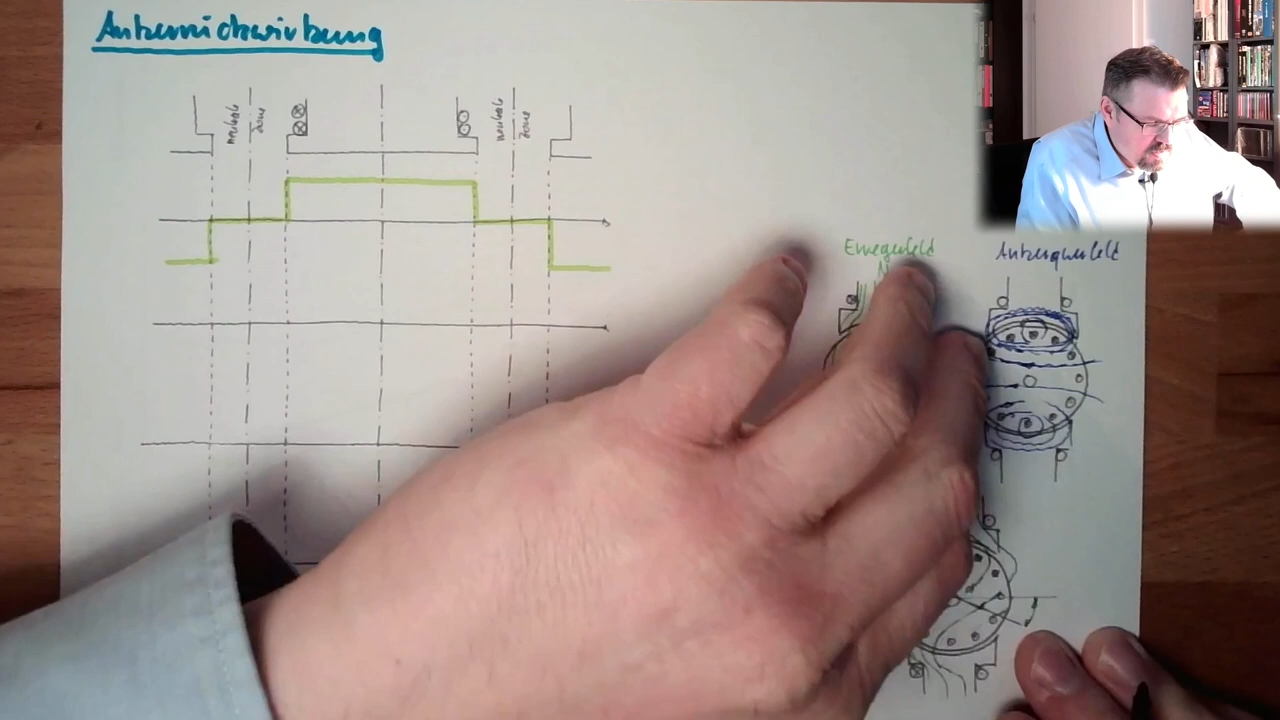 Ankerrückwirkung
neutrale
Zone
neutrale
Zone
Erregerfeld
N
Ankerquerfeld